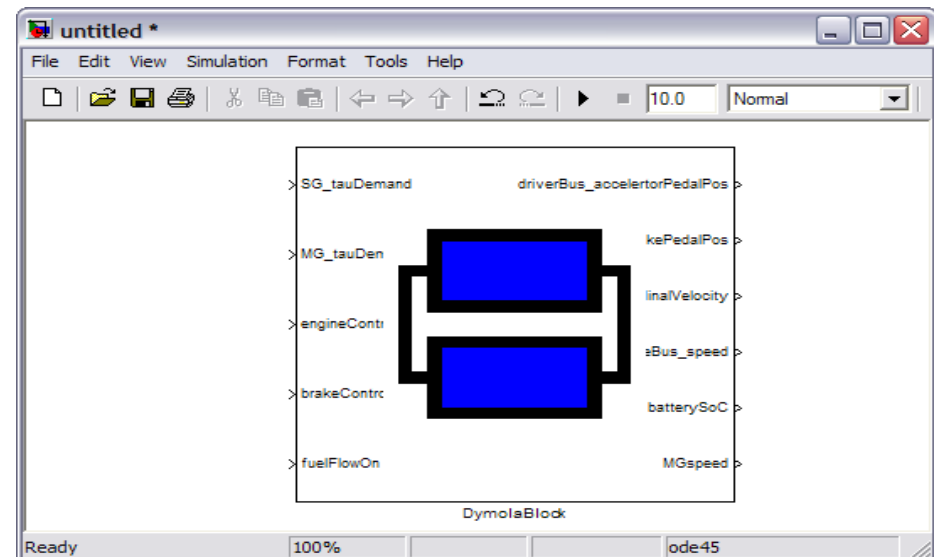 untitled *
File Edit View Simulation Format Tools Help
10.0 Normal
SG_tauDemand driverBus_accelertorPedalPos
kePedalPos
MG_tauDen
linalVelocity
engineContr
eBus_speed
brakeContrc
batterySoC
fuelFlowOn MGspeed
DymolaBlock
Ready 100% ode45